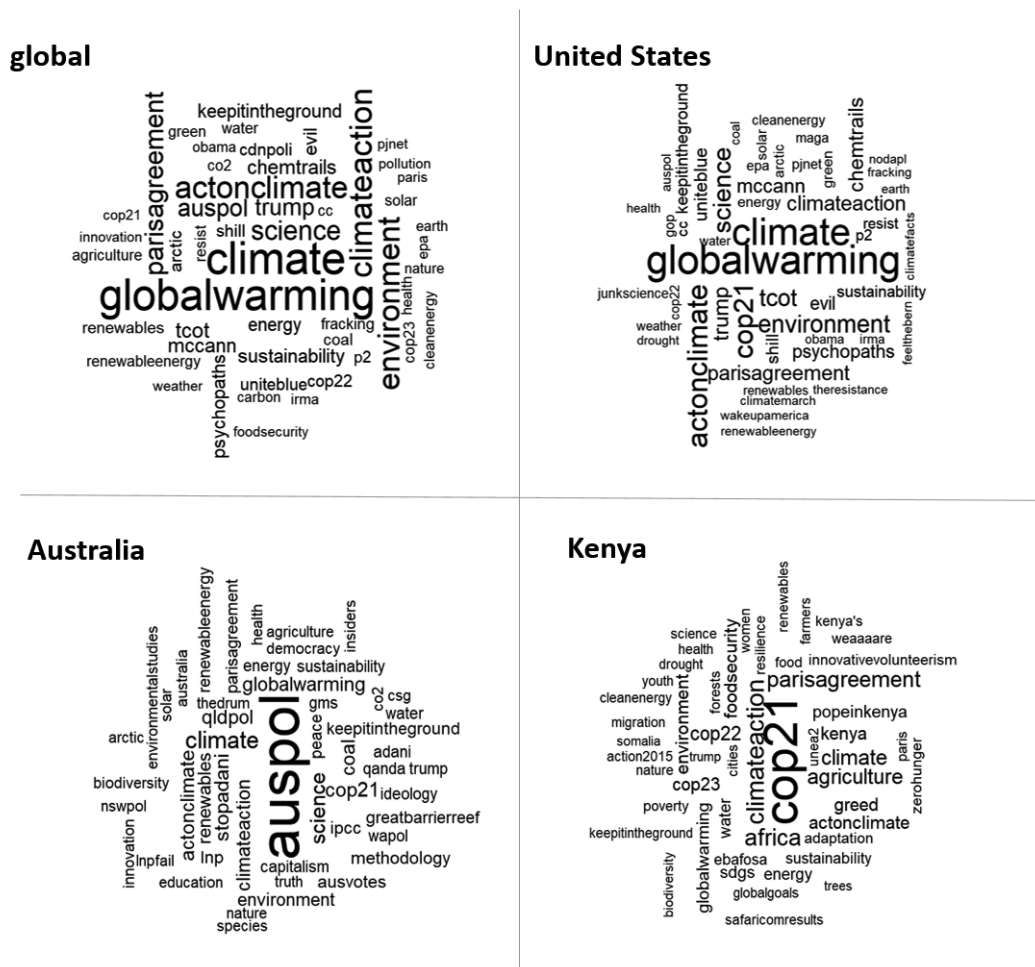 global
keepitintheground
green
water
obama
cdnpoli
evil
pjnet
co2
chemtrails
pollution
paris
parisagreement
climateaction
actonclimate
solar
cop21
auspol
trump
cc
innovation
arctic
resist
shill
science
earth
epa
agriculture
climate
nature
globalwarming
environment
health
renewables
tcot
energy
fracking
coal
cop23
cleanenergy
mccann
renewableenergy
sustainability
p2
weather
psychopaths
uniteblue
cop22
carbon
irma
foodsecurity
United States
keepitintheground
coal
cleanenergy
maga
chemtrails
auspol
uniteblue
science
epa
solar
arctic
pjnet
green
nodapl
fracking
mccann
earth
health
gop
cc
energy
climateaction
resist
water
climate
p2
climatefacts
globalwarming
junkscience
cop22
actonclimate
trump
cop21
tcot
evil
sustainability
weather
environment
drought
shill
obama
irma
feelthebern
psychopaths
parisagreement
renewables
theresistance
climatemarch
wakeupamerica
renewableenergy
Australia
renewableenergy
parisagreement
health
agriculture
insiders
democracy
environmentalstudies
solar
australia
energy
sustainability
globalwarming
thedrum
auspol
gms
co2
csg
water
qldpol
peace
keepitintheground
arctic
climate
coal
adani
qanda
trump
biodiversity
actonclimate
renewables
stopadani
science
cop21
ideology
nswpol
climateaction
greatbarrierreef
ipcc
wapol
innovation
lnpfail
lnp
capitalism
methodology
education
truth
ausvotes
environment
nature
species
Kenya
renewables
farmers
kenya's
women
science
weaaare
health
foodsecurity
resilience
drought
food
innovativevolunteerism
youth
forests
parisagreement
cleanenergy
environment
climateaction
cop21
popeinkenya
migration
cop22
kenya
unea2
somalia
paris
action2015
trump
cities
climate
nature
agriculture
zerohunger
cop23
poverty
water
greed
actonclimate
keepitintheground
globalwarming
africa
adaptation
ebafosa
sustainability
sdgs
energy
biodiversity
globalgoals
trees
safaricomresults